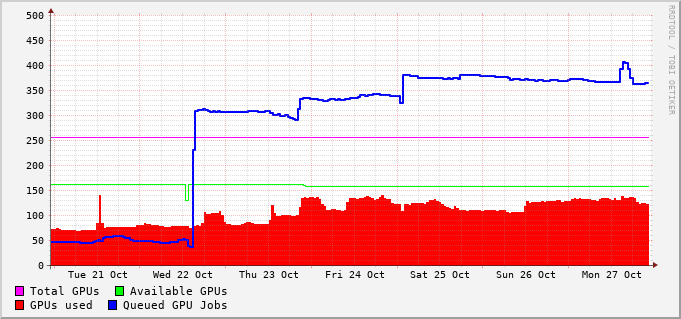 500
450
400
350
300
250
200
150
100
50
0
Tue 21 Oct Wed 22 Oct Thu 23 Oct Fri 24 Oct Sat 25 Oct Sun 26 Oct Mon 27 Oct
Total GPUs Available GPUs
GPUs used Queued GPU Jobs
RRDTOOL / TOBI OETIKER